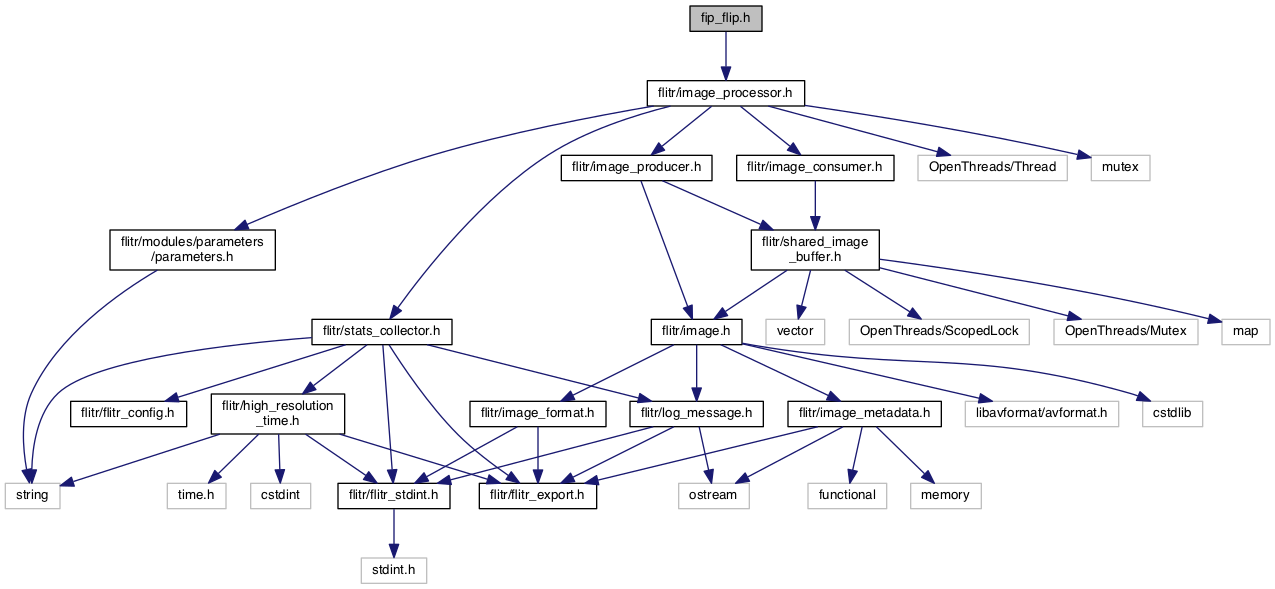 fip_flip.h
flitr/image_processor.h
flitr/image_producer.h
flitr/image_consumer.h
OpenThreads/Thread
mutex
flitr/modules/parameters
/parameters.h
flitr/shared_image
_buffer.h
flitr/stats_collector.h
flitr/image.h
vector
OpenThreads/ScopedLock
OpenThreads/Mutex
map
flitr/flitr_config.h
flitr/high_resolution
_time.h
flitr/image_format.h
flitr/log_message.h
flitr/image_metadata.h
libavformat/avformat.h
cstdlib
string
time.h
cstdint
flitr/flitr_stdint.h
flitr/flitr_export.h
ostream
functional
memory
stdint.h